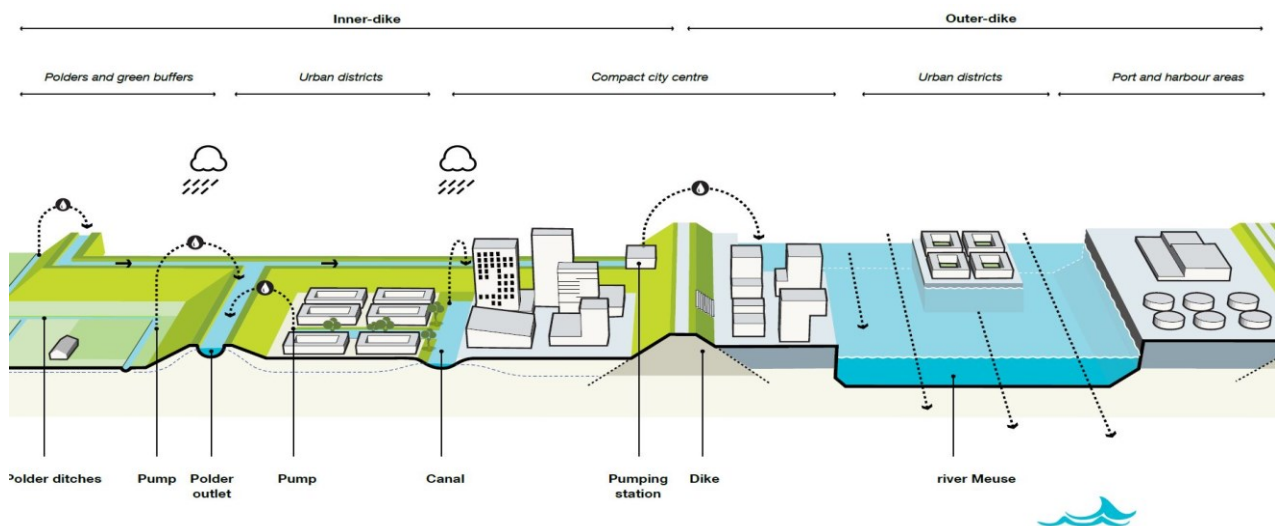 Inner-dike
Outer-dike
Polders and green buffers
Urban districts
Compact city centre
Urban districts
Port and harbour areas
Polder ditches
Pump
Polder
outlet
Pump
Canal
Pumping
station
Dike
river Meuse